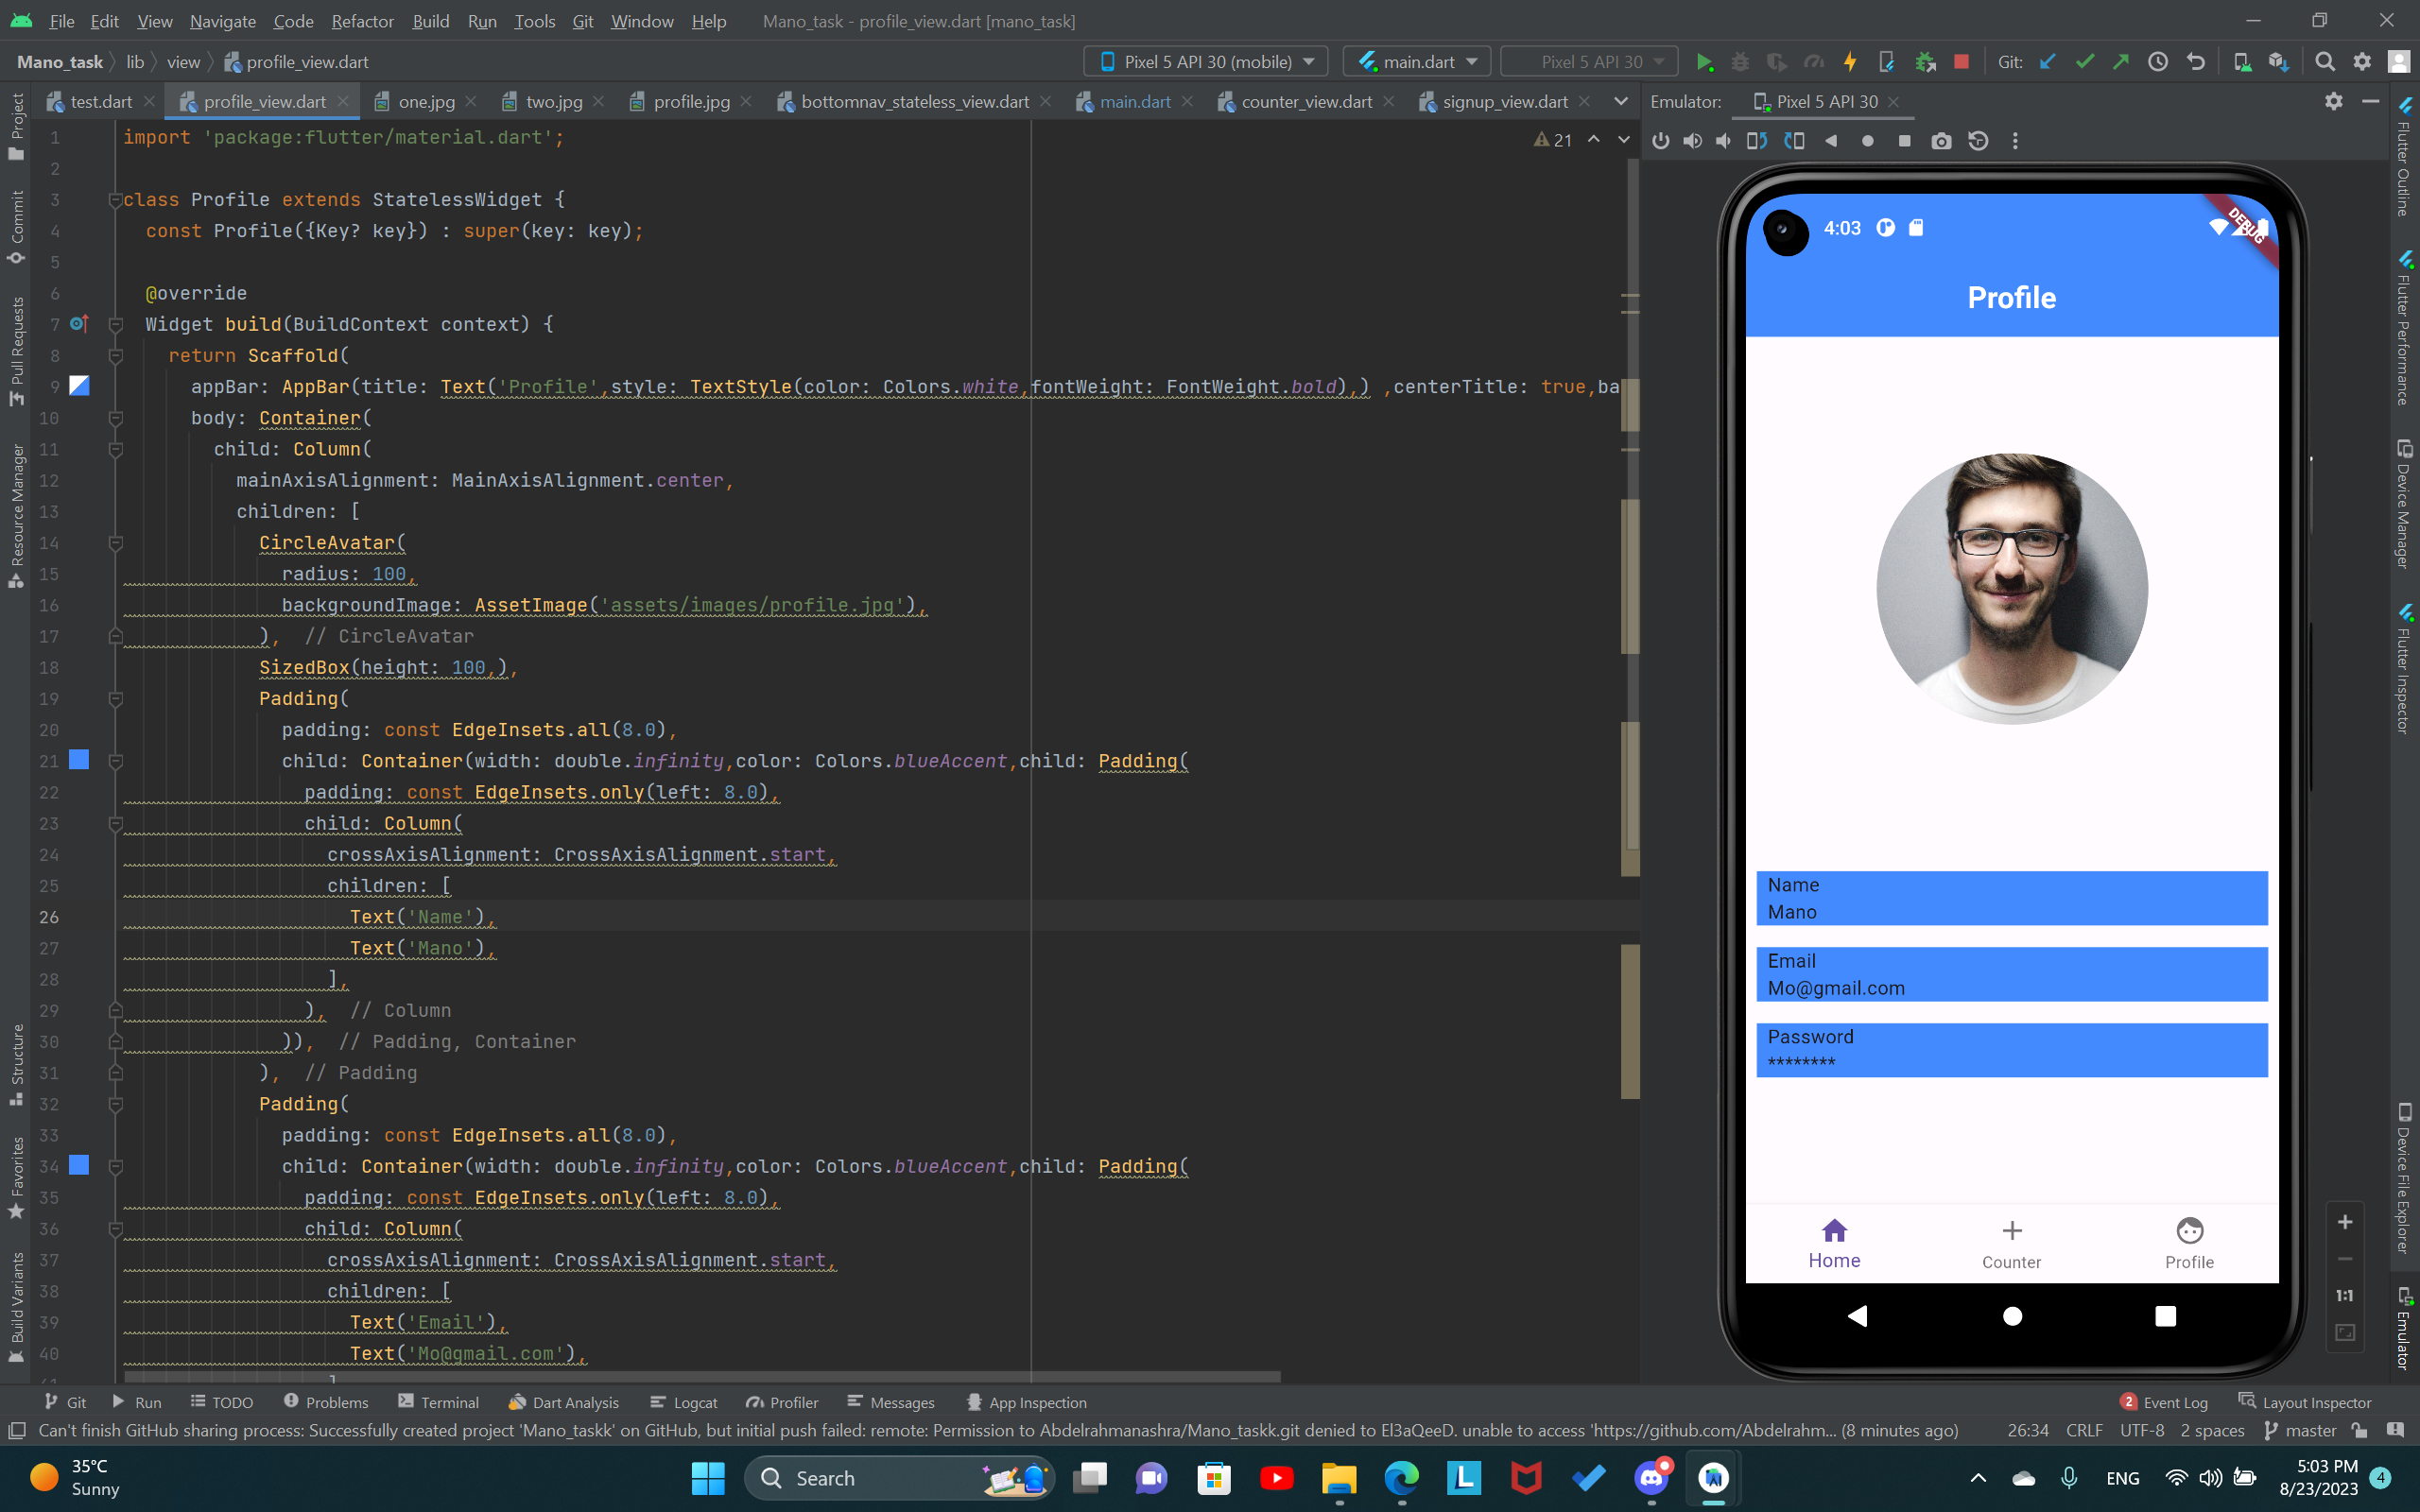 File Edit View Navigate Code Refactor Build Run Tools Git Window Help Mano_task - profile_view.dart [mano_task]
Mano_task lib view profile_view.dart Pixel 5 API 30 (mobile) main.dart Pixel 5 API 30 Git:
test.dart profile_view.dart one.jpg two.jpg profile.jpg bottomnav_stateless_view.dart main.dart counter_view.dart signup_view.dart Emulator: Pixel 5 API 30
21
1 import 'package:flutter/material.dart';
2
3 class Profile extends StatelessWidget {
4 const Profile({Key? key}) : super(key: key);
5
6 @override
7 Widget build(BuildContext context) {
8 return Scaffold(
9 appBar: AppBar(title: Text('Profile',style: TextStyle(color: Colors.white,fontWeight: FontWeight.bold),) ,centerTitle: true,ba
10 body: Container(
11 child: Column(
12 mainAxisAlignment: MainAxisAlignment.center,
13 children: [
14 CircleAvatar(
15 radius: 100,
16 backgroundImage: AssetImage('assets/images/profile.jpg'),
17 ), // CircleAvatar
18 SizedBox(height: 100,),
19 Padding(
20 padding: const EdgeInsets.all(8.0),
21 child: Container(width: double.infinity,color: Colors.blueAccent,child: Padding(
22 padding: const EdgeInsets.only(left: 8.0),
23 child: Column(
24 crossAxisAlignment: CrossAxisAlignment.start,
25 children: [
26 Text('Name'),
27 Text('Mano'),
28 ],
29 ), // Column
30 )), // Padding, Container
31 ), // Padding
32 Padding(
33 padding: const EdgeInsets.all(8.0),
34 child: Container(width: double.infinity,color: Colors.blueAccent,child: Padding(
35 padding: const EdgeInsets.only(left: 8.0),
36 child: Column(
37 crossAxisAlignment: CrossAxisAlignment.start,
38 children: [
39 Text('Email'),
40 Text('Mo@gmail.com'),
Project
Commit
Pull Requests
Resource Manager
Structure
Favorites
Build Variants
4:03
DEBUG
Profile
Name
Mano
Email
Mo@gmail.com
Password
********
Home Counter Profile
1:1
Flutter Outline
Flutter Performance
Device Manager
Flutter Inspector
Device File Explorer
Emulator
Git Run TODO Problems Terminal Dart Analysis Logcat Profiler Messages App Inspection 2 Event Log Layout Inspector
Can't finish GitHub sharing process: Successfully created project 'Mano_taskk' on GitHub, but initial push failed: remote: Permission to Abdelrahmanashra/Mano_taskk.git denied to El3aQeeD. unable to access 'https://github.com/Abdelrahm... (8 minutes ago) 26:34 CRLF UTF-8 2 spaces master
35°C
Sunny
Search
L
ENG
5:03 PM
8/23/2023
4